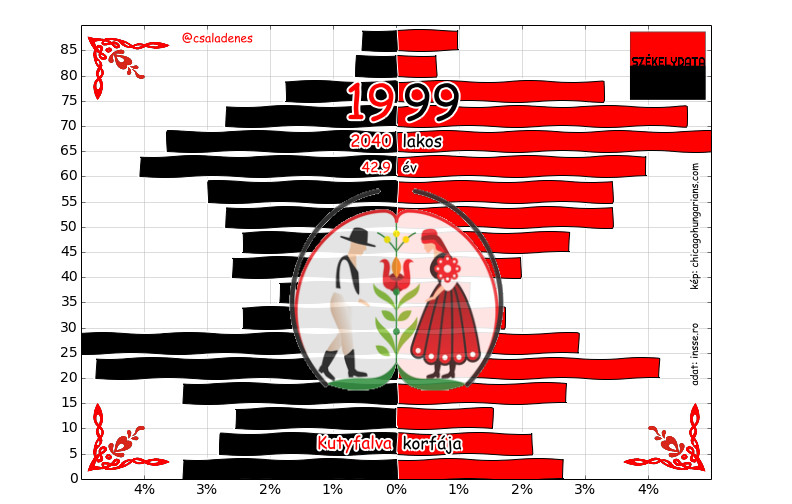 @csaladenes
SZÉKELYDATA
1999
2040 lakos
42.9 év
kép: chicagohungarians.com
adat: insse.ro
Kutyfalva korfája
85
80
75
70
65
60
55
50
45
40
35
30
25
20
15
10
5
0
4% 3% 2% 1% 0% 1% 2% 3% 4%